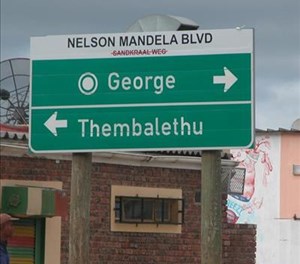 NELSON MANDELA BLVD
SANDKRAAL WEG
George
Thembalethu